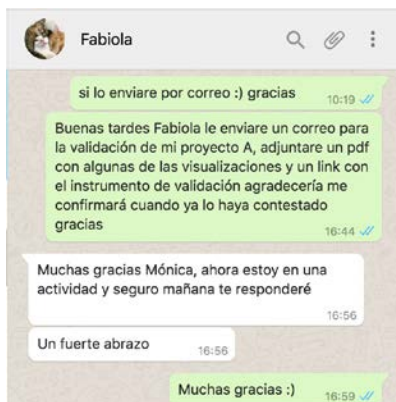 Fabiola
si lo enviare por correo :) gracias
10:19
Buenas tardes Fabiola le enviare un correo para
la validación de mi proyecto A, adjuntare un pdf
con algunas de las visualizaciones y un link con
el instrumento de validación agradecería me
confirmará cuando ya lo haya contestado
gracias
16:44
Muchas gracias Mónica, ahora estoy en una
actividad y seguro mañana te responderé
16:56
Un fuerte abrazo
16:56
Muchas gracias :)
16:59